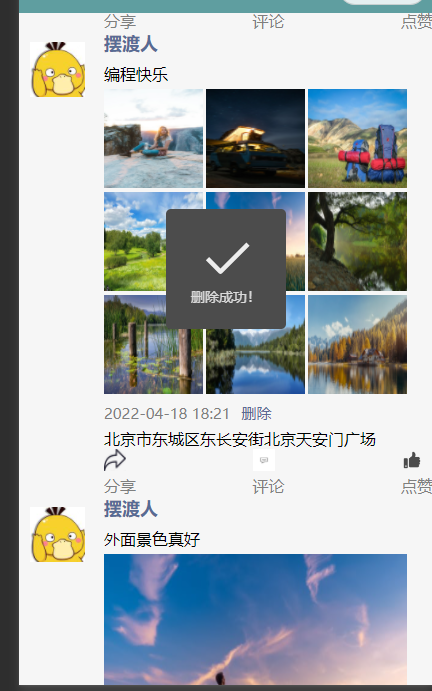 分享 评论 点赞
摆渡人
编程快乐
删除成功！
2022-04-18 18:21 删除
北京市东城区东长安街北京天安门广场
分享 评论 点赞
摆渡人
外面景色真好